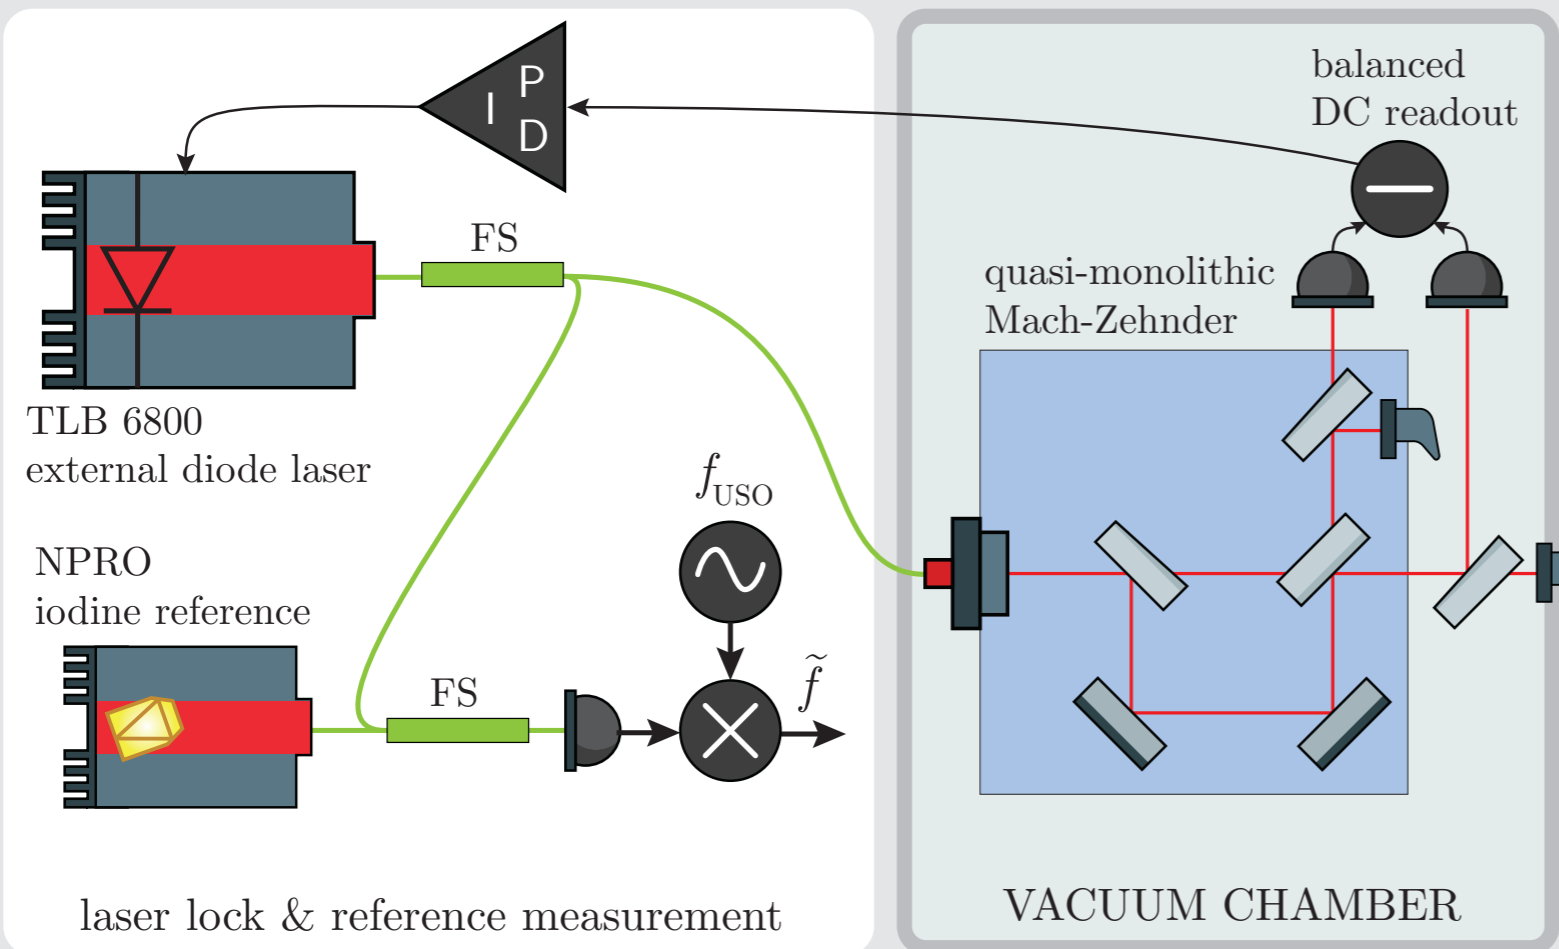 P
I
D
FS
TLB 6800
external diode laser
NPRO
iodine reference
FS
f_USO
f̃
laser lock & reference measurement
balanced
DC readout
quasi-monolithic
Mach-Zehnder
VACUUM CHAMBER